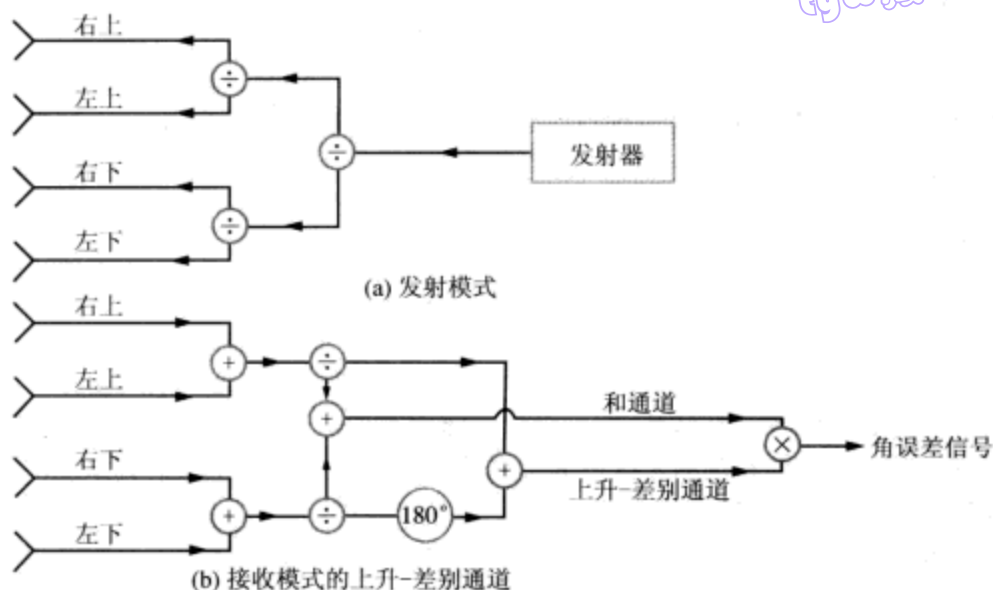 右上
÷
左上
÷
发射器
右下
÷
左下
(a) 发射模式
右上
+
÷
左上
+
和通道
×
角误差信号
右下
+
上升-差别通道
+
÷
180°
左下
(b) 接收模式的上升-差别通道